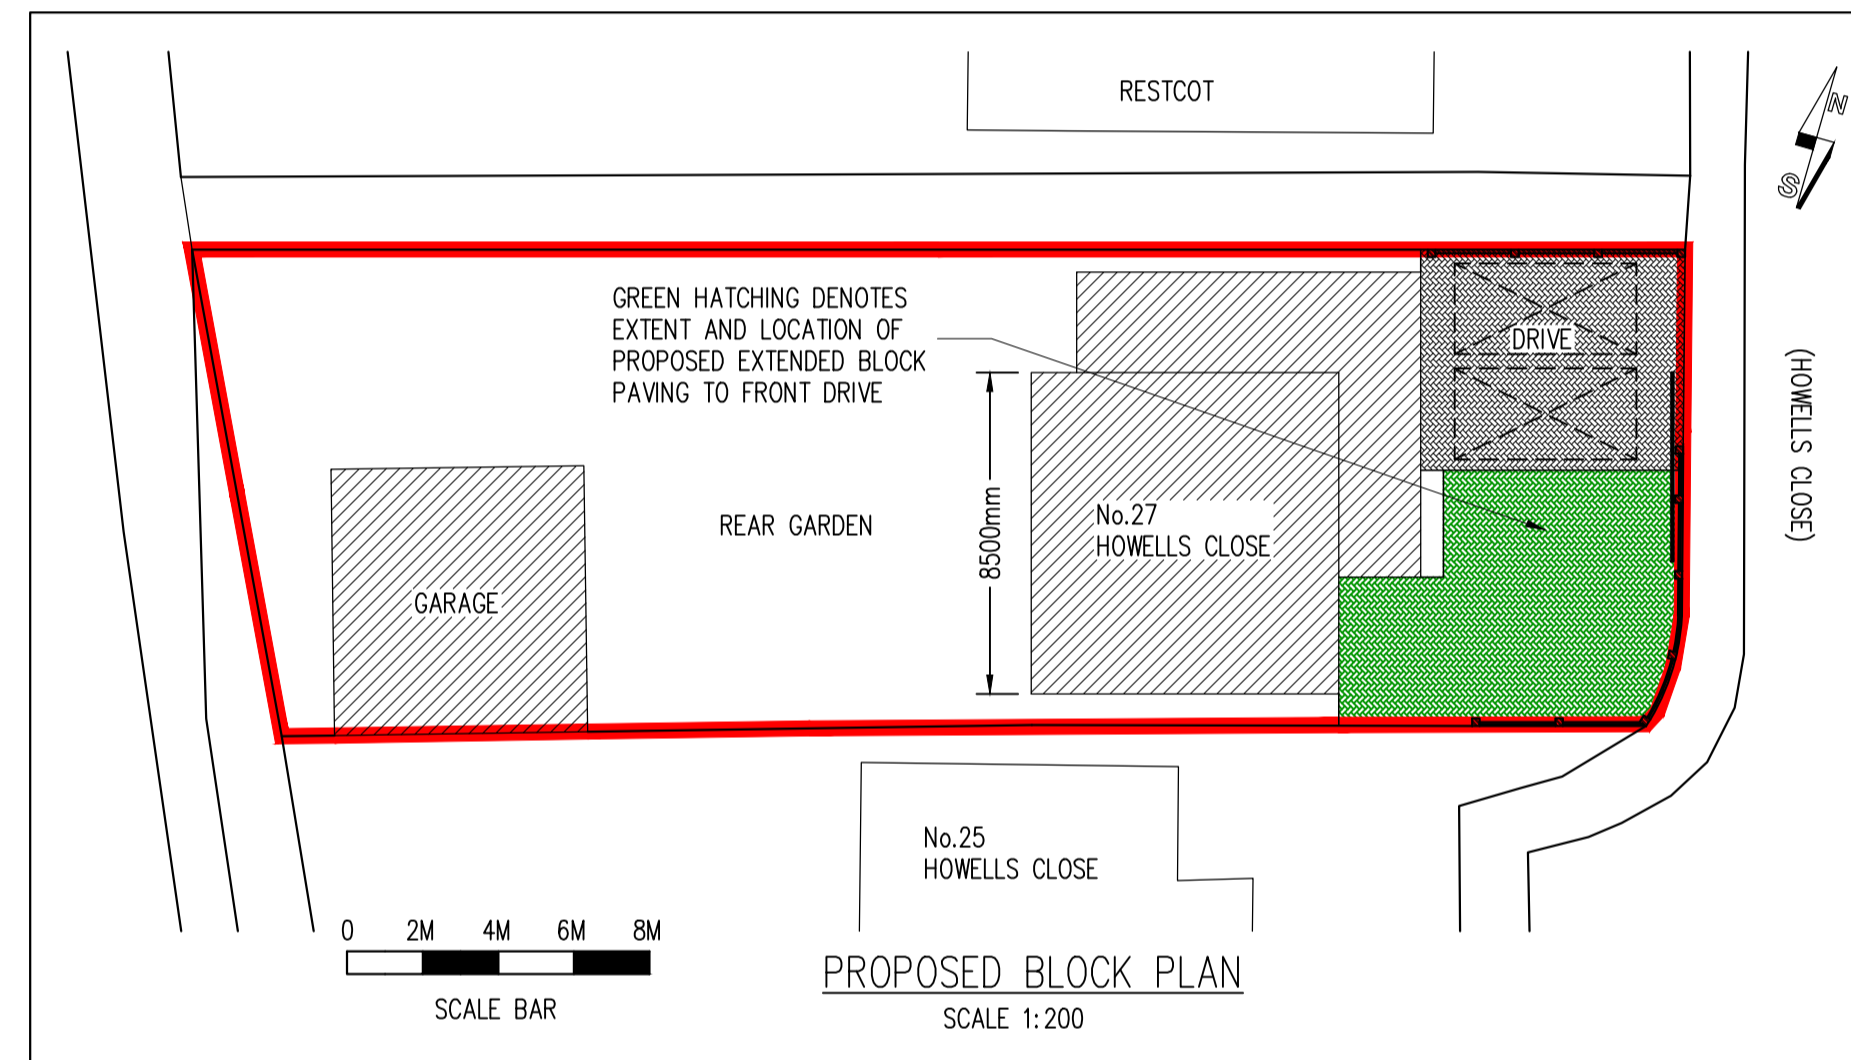 RESTCOT
N
S
GREEN HATCHING DENOTES
EXTENT AND LOCATION OF
PROPOSED EXTENDED BLOCK
PAVING TO FRONT DRIVE
DRIVE
(HOWELLS CLOSE)
8500mm
No.27
HOWELLS CLOSE
REAR GARDEN
GARAGE
No.25
HOWELLS CLOSE
0 2M 4M 6M 8M
SCALE BAR
PROPOSED BLOCK PLAN
SCALE 1:200